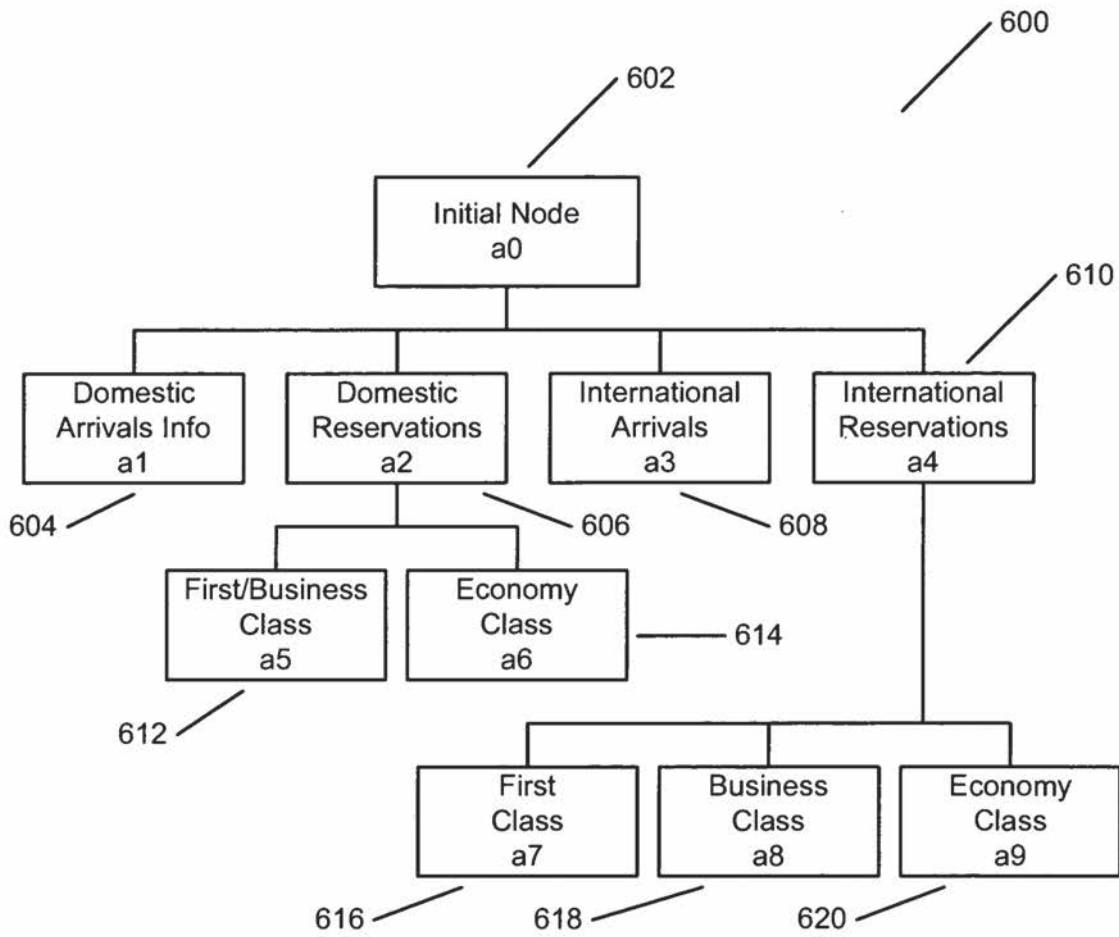 600
602
Initial Node
a0
610
Domestic
Arrivals Info
a1
Domestic
Reservations
a2
International
Arrivals
a3
International
Reservations
a4
604
606
608
First/Business
Class
a5
Economy
Class
a6
614
612
First
Class
a7
Business
Class
a8
Economy
Class
a9
616
618
620